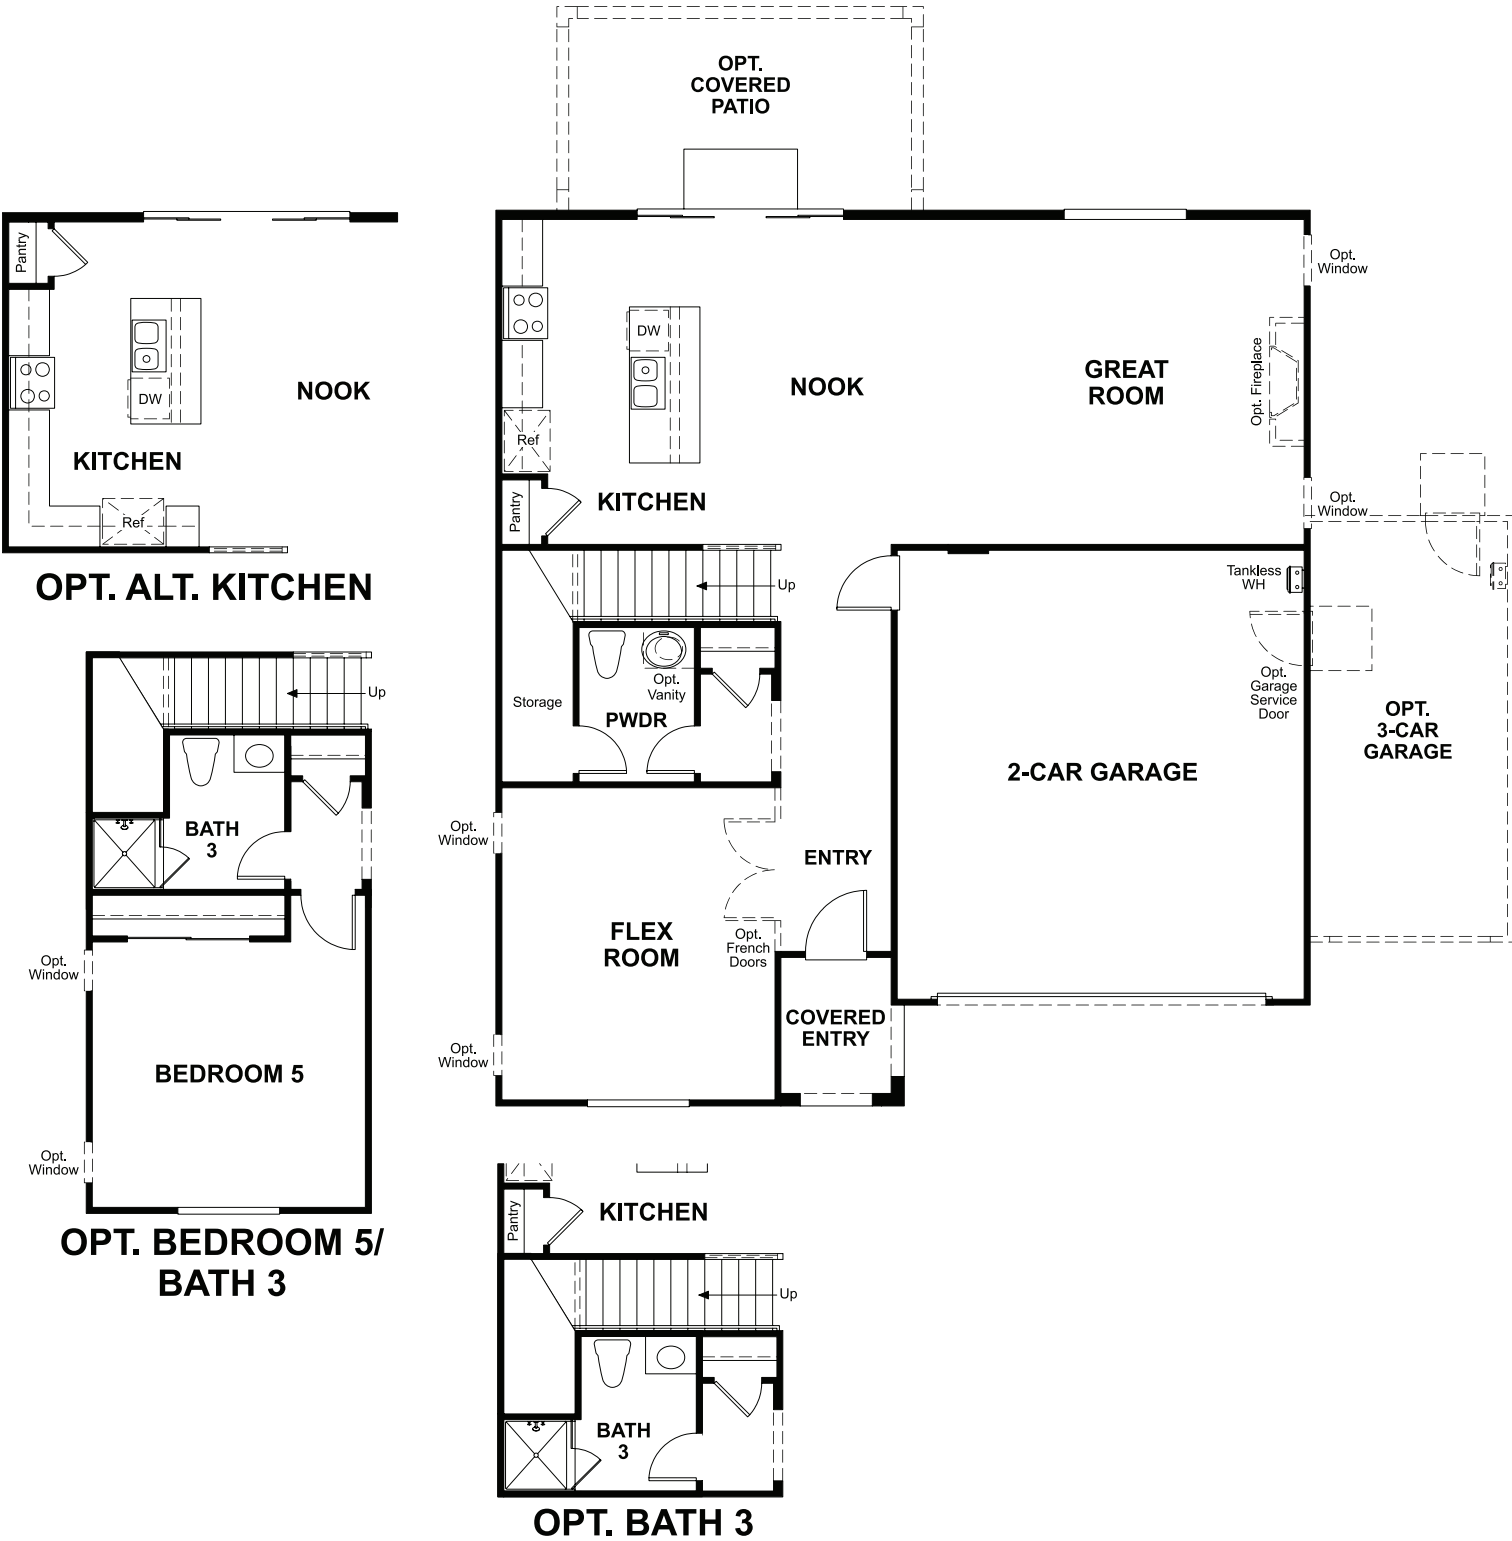 OPT.
COVERED
PATIO
Pantry
DW
NOOK
KITCHEN
Ref
OPT. ALT. KITCHEN
DW
NOOK
GREAT
ROOM
Opt. Fireplace
Opt.
Window
Ref
Pantry
KITCHEN
Opt.
Window
Up
Tankless
WH
Storage
Opt.
Vanity
PWDR
Opt.
Garage
Service
Door
2-CAR GARAGE
OPT.
3-CAR
GARAGE
Opt.
Window
ENTRY
FLEX
ROOM
Opt.
French
Doors
COVERED
ENTRY
Opt.
Window
Up
BATH
3
Opt.
Window
BEDROOM 5
Opt.
Window
OPT. BEDROOM 5/
BATH 3
Pantry
KITCHEN
Up
BATH
3
OPT. BATH 3